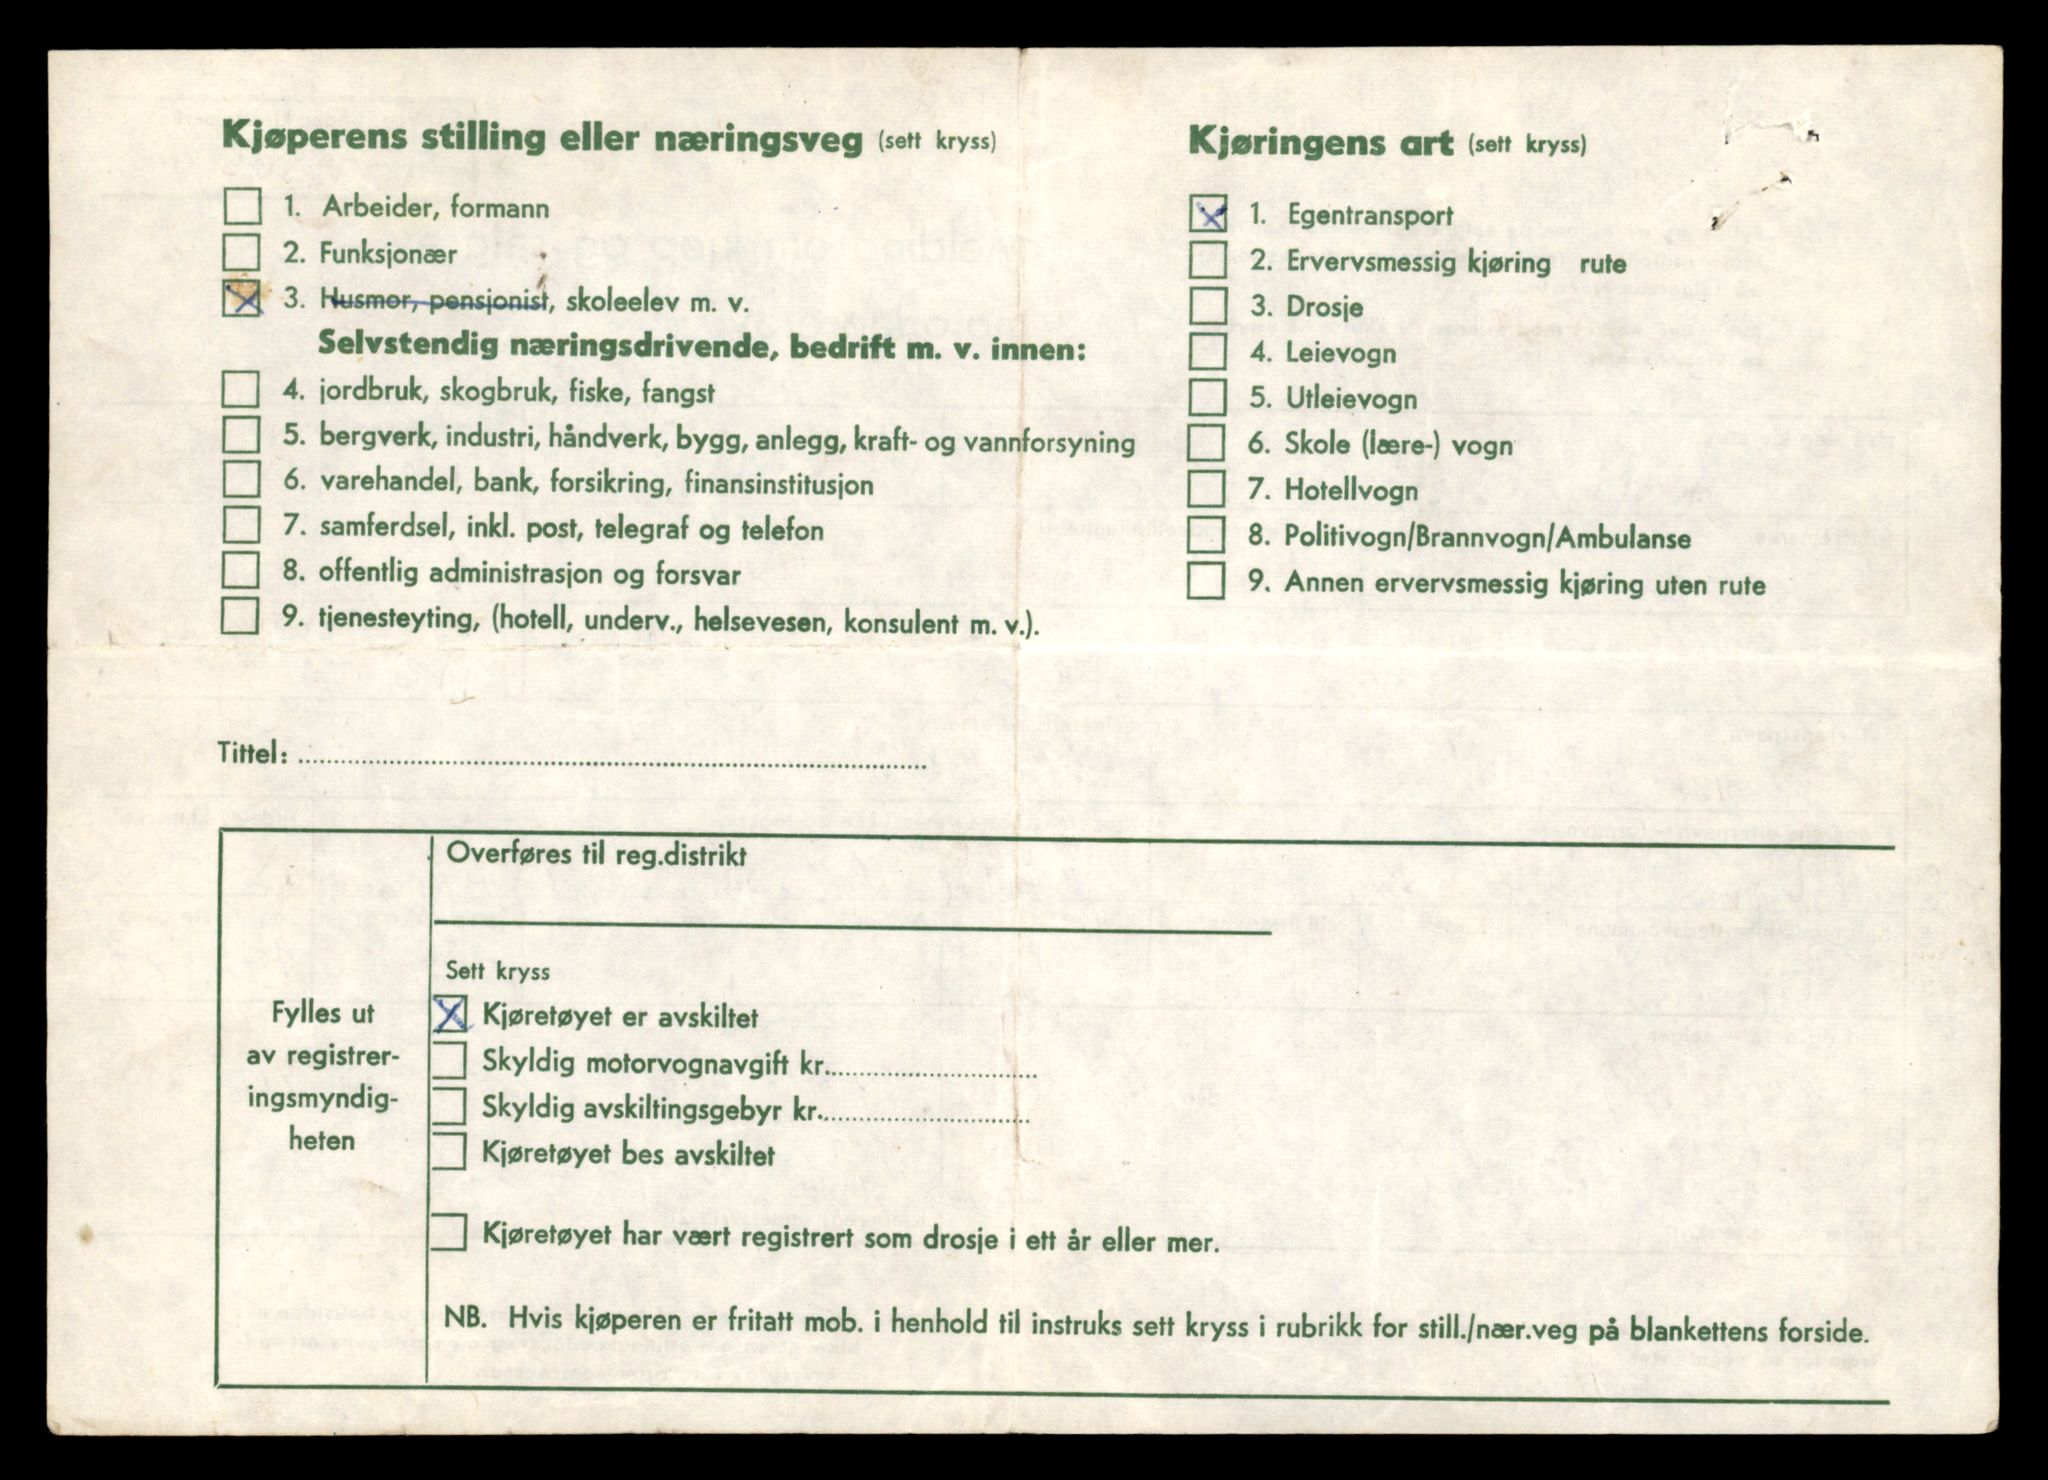 Kjøperens stilling eller næringsveg (sett kryss)
1. Arbeider, formann
2. Funksjonær
X 3. Husmor, pensjonist, skoleelev m. v.
Selvstendig næringsdrivende, bedrift m. v. innen:
4. jordbruk, skogbruk, fiske, fangst
5. bergverk, industri, håndverk, bygg, anlegg, kraft- og vannforsyning
6. varehandel, bank, forsikring, finansinstitusjon
7. samferdsel, inkl. post, telegraf og telefon
8. offentlig administrasjon og forsvar
9. tjenesteyting, (hotell, underv., helsevesen, konsulent m. v.).
Kjøringens art (sett kryss)
X 1. Egentransport
2. Ervervsmessig kjøring rute
3. Drosje
4. Leievogn
5. Utleievogn
6. Skole (lære-) vogn
7. Hotellvogn
8. Politivogn/Brannvogn/Ambulanse
9. Annen ervervsmessig kjøring uten rute
Tittel:
Fylles ut
av registrer-
ingsmyndig-
heten
Overføres til reg.distrikt
Sett kryss
X Kjøretøyet er avskiltet
Skyldig motorvognavgift kr.
Skyldig avskiltingsgebyr kr.
Kjøretøyet bes avskiltet
Kjøretøyet har vært registrert som drosje i ett år eller mer.
NB. Hvis kjøperen er fritatt mob. i henhold til instruks sett kryss i rubrikk for still./nær.veg på blankettens forside.